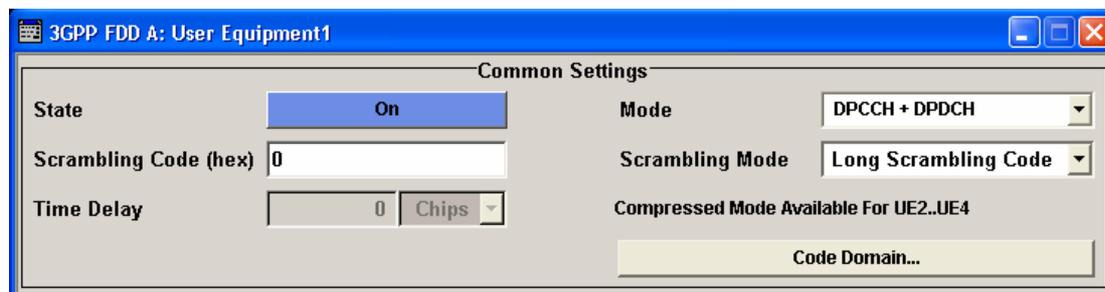 3GPP FDD A: User Equipment1
Common Settings
State On Mode DPCCH + DPDCH
Scrambling Code (hex) 0 Scrambling Mode Long Scrambling Code
Time Delay 0 Chips Compressed Mode Available For UE2..UE4
Code Domain...